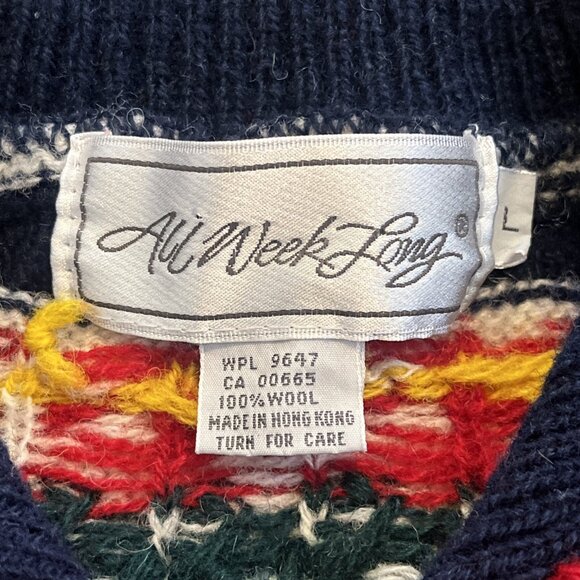 All Week Long ®
L
WPL 9647
CA 00665
100% WOOL
MADE IN HONG KONG
TURN FOR CARE